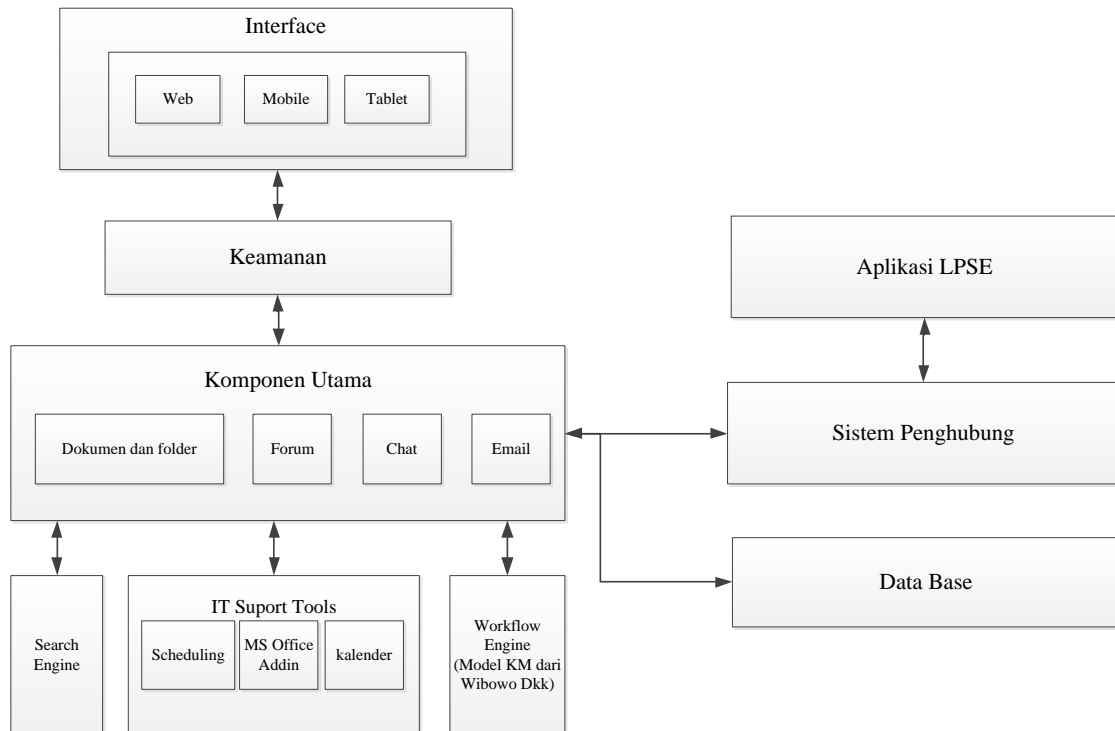 Interface
Web
Mobile
Tablet
Keamanan
Aplikasi LPSE
Komponen Utama
Dokumen dan folder
Forum
Chat
Email
Sistem Penghubung
Data Base
Search
Engine
IT Suport Tools
Scheduling
MS Office
Addin
kalender
Workflow
Engine
(Model KM dari
Wibowo Dkk)